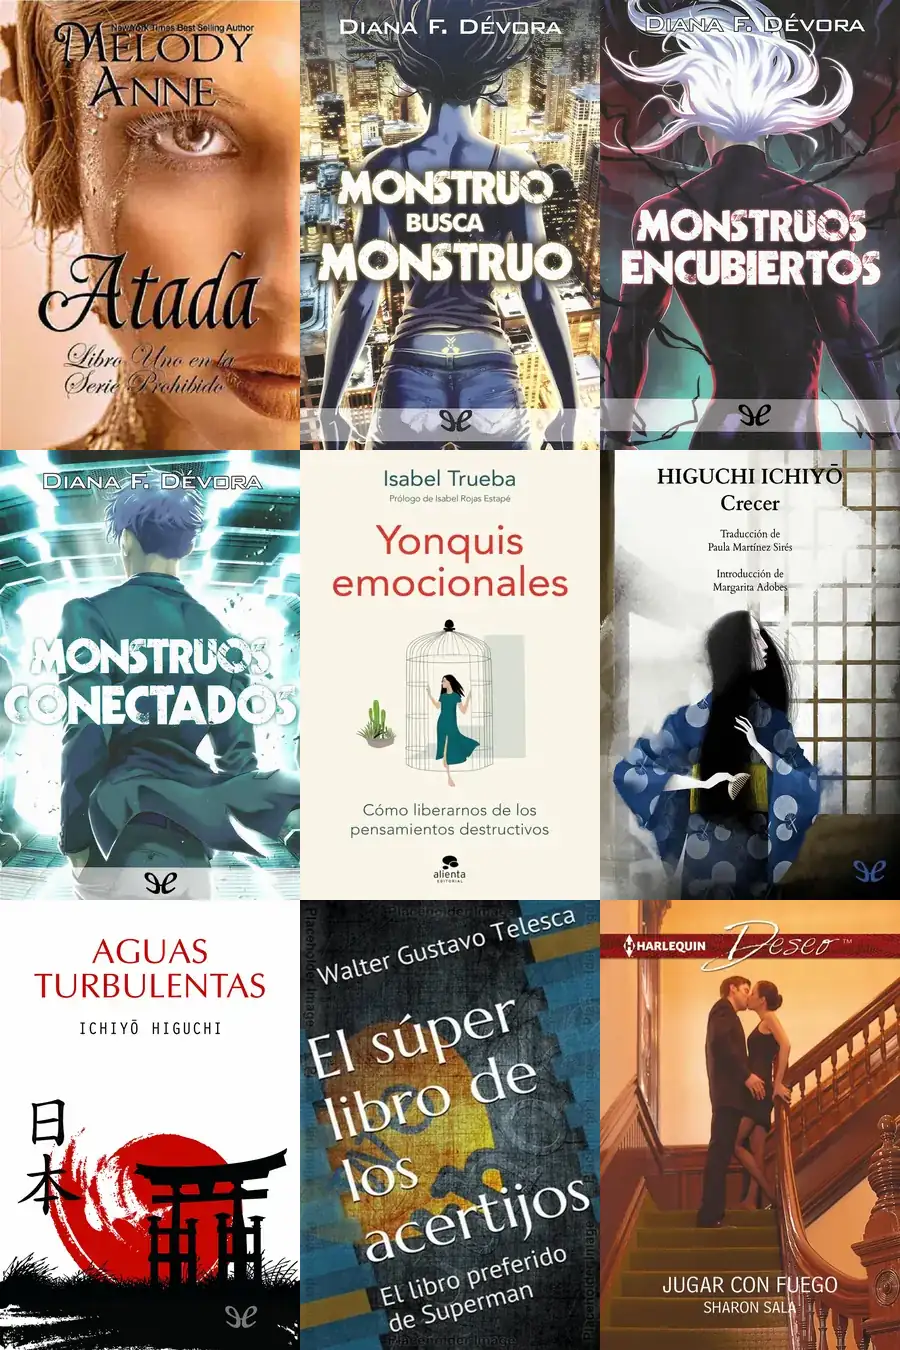 New York Times Best Selling Author
MELODY
ANNE
Atada
Libro Uno en la
Serie Prohibido
DIANA F. DÉVORA
MONSTRUO
BUSCA
MONSTRUO
DIANA F. DÉVORA
MONSTRUOS
ENCUBIERTOS
DIANA F. DÉVORA
MONSTRUOS
CONECTADOS
Isabel Trueba
Prólogo de Isabel Rojas Estapé
Yonquis
emocionales
Cómo liberarnos de los
pensamientos destructivos
alienta
EDITORIAL
HIGUCHI ICHIYŌ
Crecer
Traducción de
Paula Martínez Sirés
Introducción de
Margarita Adobes
AGUAS
TURBULENTAS
ICHIYŌ HIGUCHI
日
本
Walter Gustavo Telesca
El súper
libro de
los
acertijos
El libro preferido
de Superman
HARLEQUIN
Deseo™
JUGAR CON FUEGO
SHARON SALA